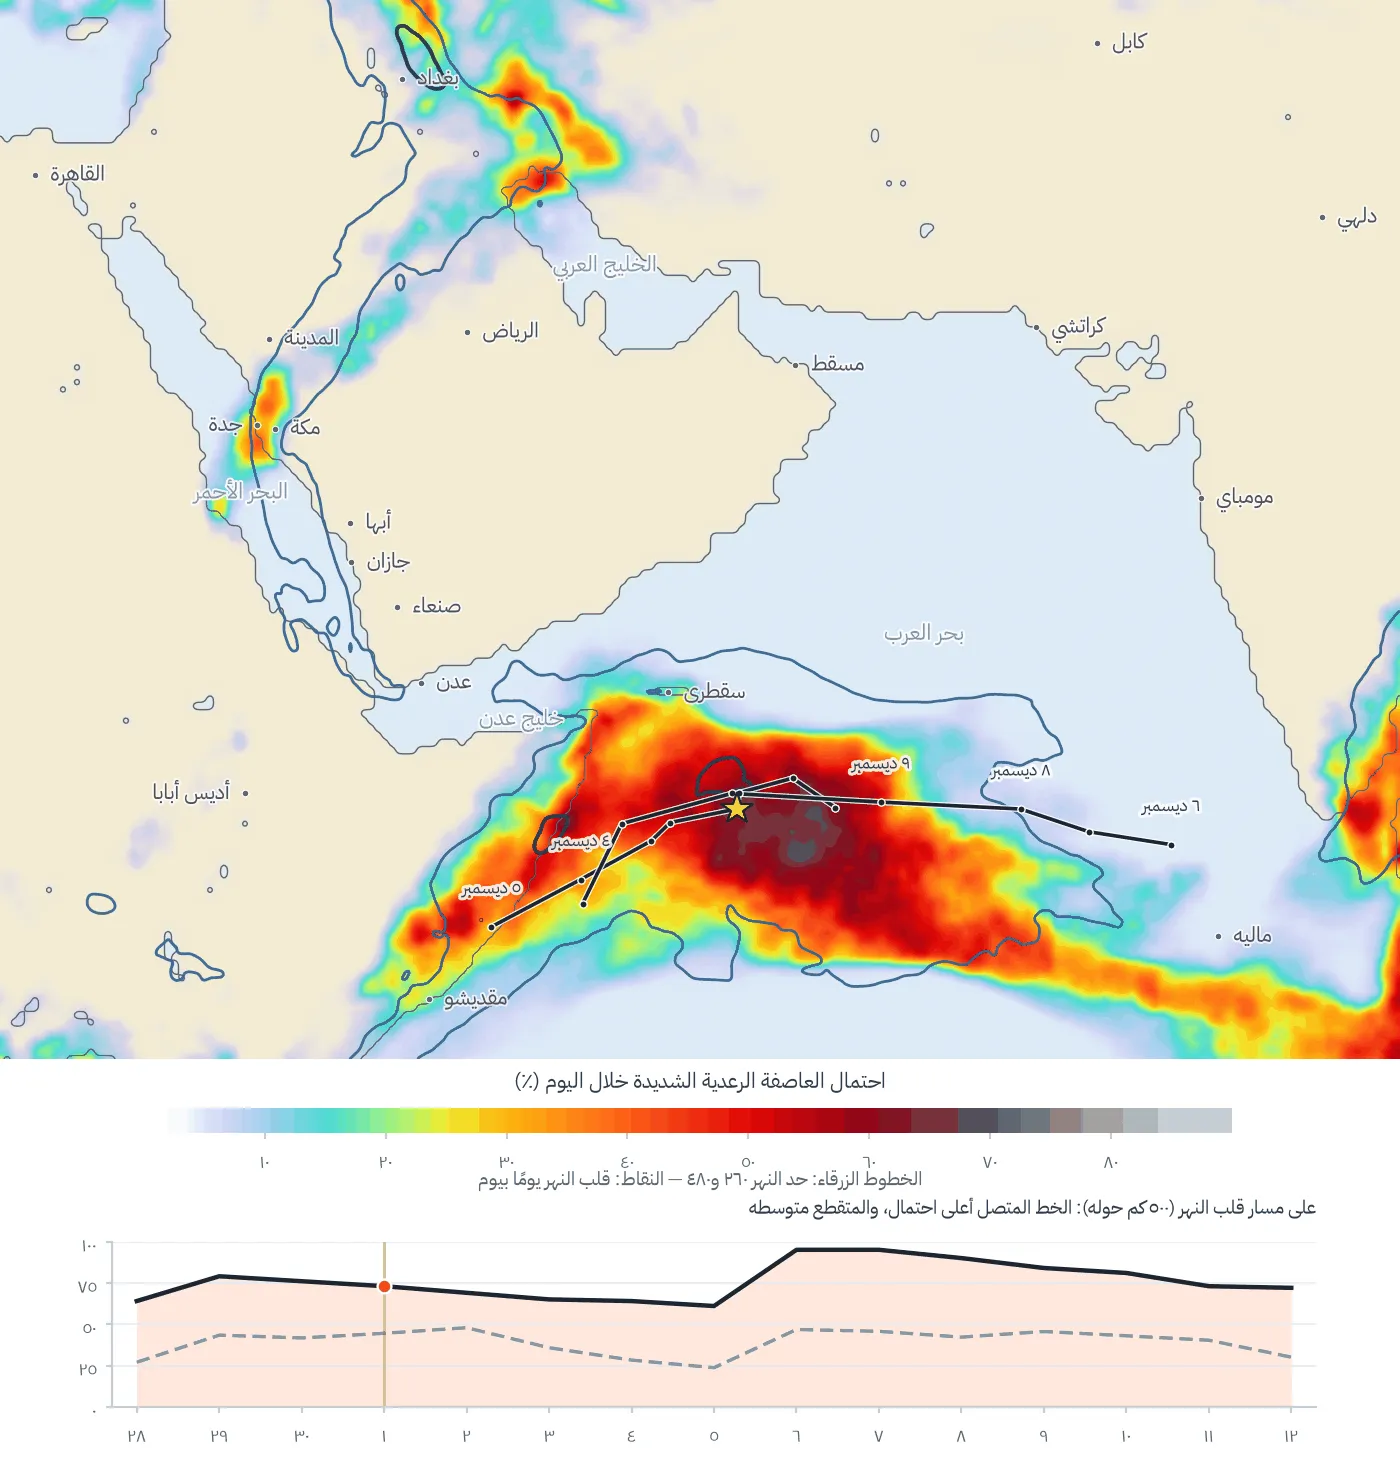 كابل
بغداد
القاهرة
دلهي
الخليج العربي
كراتشي
الرياض
المدينة
مسقط
جدة
مكة
البحر الأحمر
مومباي
أبها
جازان
صنعاء
بحر العرب
عدن
سقطرى
خليج عدن
٩ ديسمبر
٨ ديسمبر
أديس أبابا
٦ ديسمبر
٤ ديسمبر
٥ ديسمبر
ماليه
مقديشو
احتمال العاصفة الرعدية الشديدة خلال اليوم (٪)
١٠ ٢٠ ٣٠ ٤٠ ٥٠ ٦٠ ٧٠ ٨٠
الخطوط الزرقاء: حد النهر ٢٦٠ و٤٨٠ — النقاط: قلب النهر يومًا بيوم
على مسار قلب النهر (٥٠٠ كم حوله): الخط المتصل أعلى احتمال، والمتقطع متوسطه
١٠٠
٧٥
٥٠
٢٥
٠
٢٨ ٢٩ ٣٠ ١ ٢ ٣ ٤ ٥ ٦ ٧ ٨ ٩ ١٠ ١١ ١٢